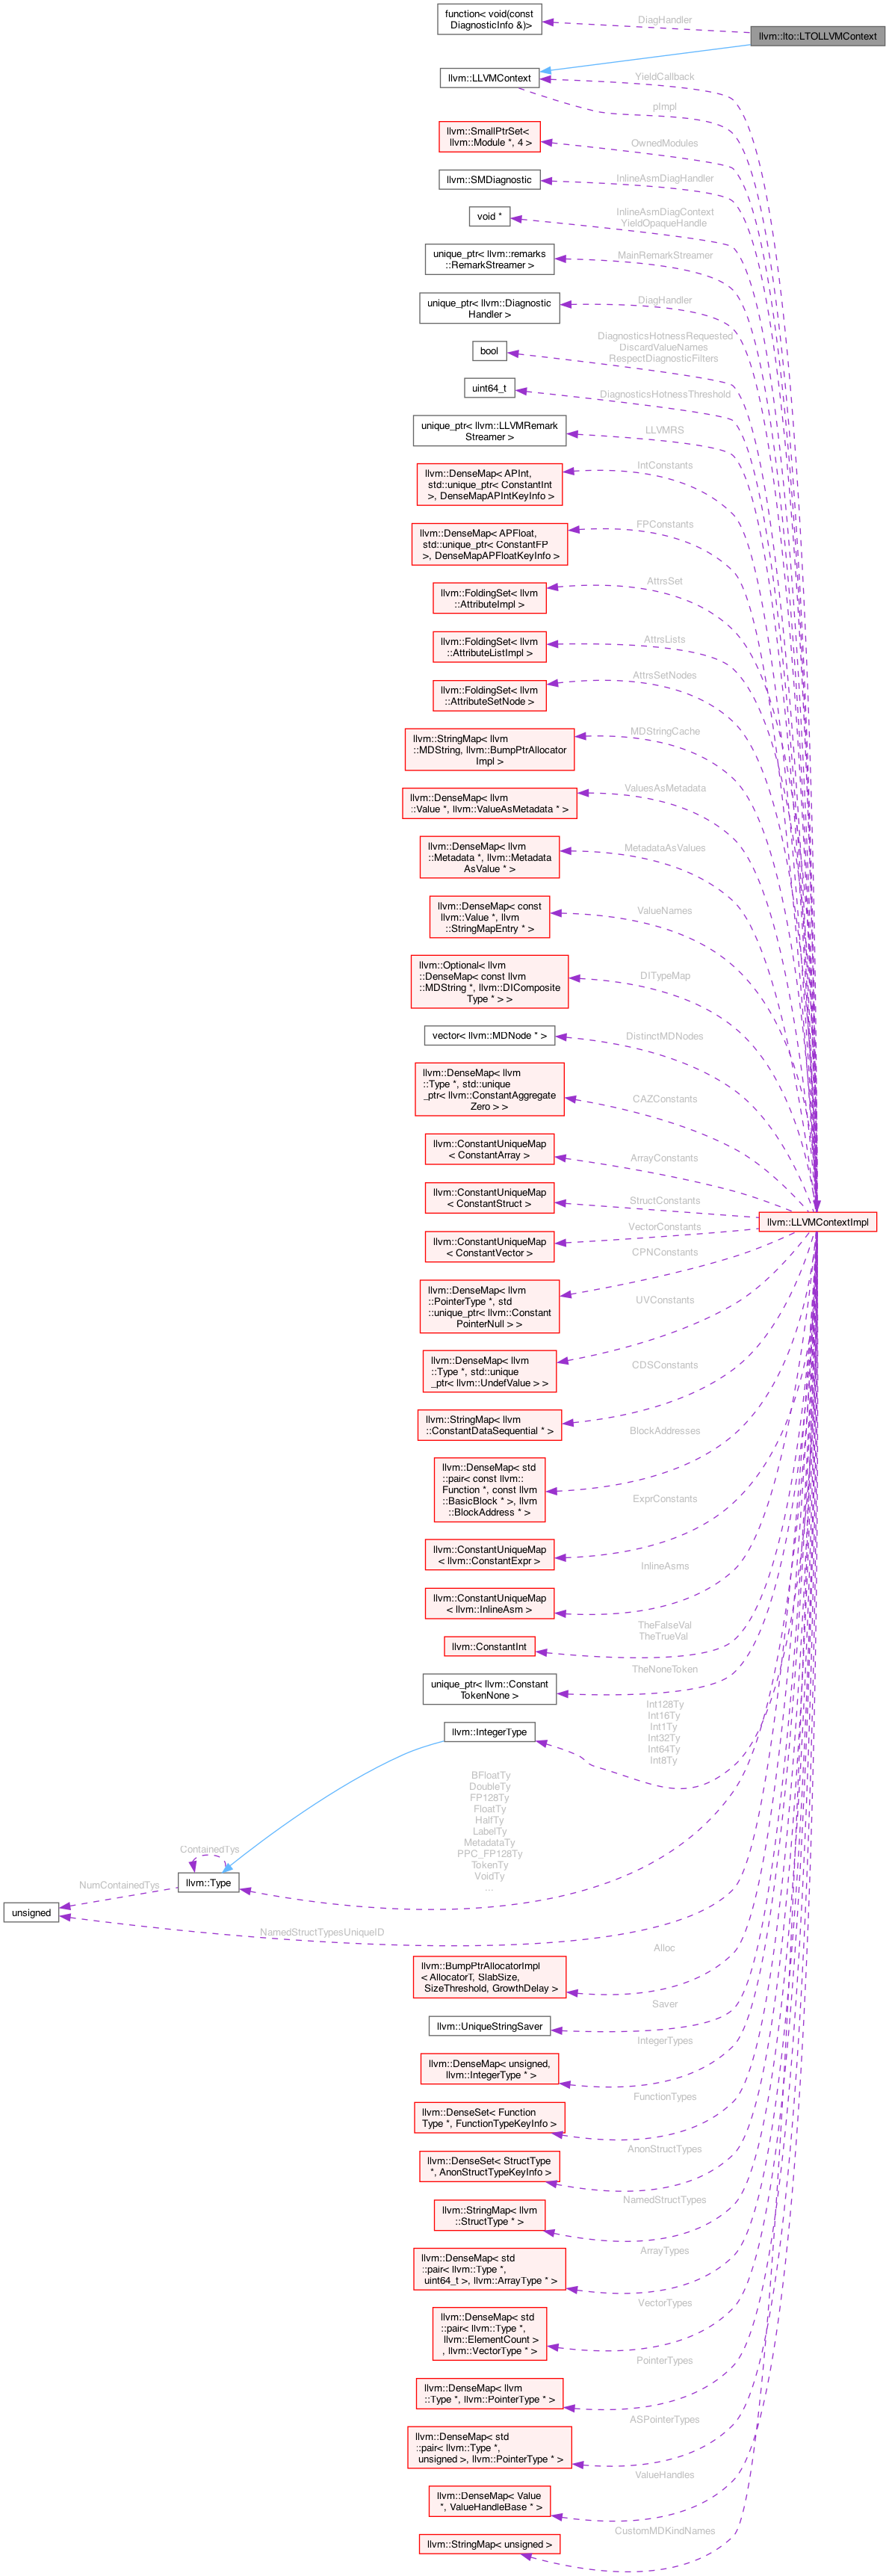 function< void(const
DiagnosticInfo &)>
DiagHandler
llvm::lto::LTOLLVMContext
llvm::LLVMContext
YieldCallback
pImpl
llvm::SmallPtrSet<
llvm::Module *, 4 >
OwnedModules
llvm::SMDiagnostic
InlineAsmDiagHandler
void *
InlineAsmDiagContext
YieldOpaqueHandle
unique_ptr< llvm::remarks
::RemarkStreamer >
MainRemarkStreamer
unique_ptr< llvm::Diagnostic
Handler >
DiagHandler
bool
DiagnosticsHotnessRequested
DiscardValueNames
RespectDiagnosticFilters
uint64_t
DiagnosticsHotnessThreshold
unique_ptr< llvm::LLVMRemark
Streamer >
LLVMRS
llvm::DenseMap< APInt,
std::unique_ptr< ConstantInt
>, DenseMapAPIntKeyInfo >
IntConstants
llvm::DenseMap< APFloat,
std::unique_ptr< ConstantFP
>, DenseMapAPFloatKeyInfo >
FPConstants
llvm::FoldingSet< llvm
::AttributeImpl >
AttrsSet
llvm::FoldingSet< llvm
::AttributeListImpl >
AttrsLists
llvm::FoldingSet< llvm
::AttributeSetNode >
AttrsSetNodes
llvm::StringMap< llvm
::MDString, llvm::BumpPtrAllocator
Impl >
MDStringCache
llvm::DenseMap< llvm
::Value *, llvm::ValueAsMetadata * >
ValuesAsMetadata
llvm::DenseMap< llvm
::Metadata *, llvm::Metadata
AsValue * >
MetadataAsValues
llvm::DenseMap< const
llvm::Value *, llvm
::StringMapEntry * >
ValueNames
llvm::Optional< llvm
::DenseMap< const llvm
::MDString *, llvm::DIComposite
Type * > >
DITypeMap
vector< llvm::MDNode * >
DistinctMDNodes
llvm::DenseMap< llvm
::Type *, std::unique
_ptr< llvm::ConstantAggregate
Zero > >
CAZConstants
llvm::ConstantUniqueMap
< ConstantArray >
ArrayConstants
llvm::ConstantUniqueMap
< ConstantStruct >
StructConstants
llvm::LLVMContextImpl
llvm::ConstantUniqueMap
< ConstantVector >
VectorConstants
CPNConstants
llvm::DenseMap< llvm
::PointerType *, std
::unique_ptr< llvm::Constant
PointerNull > >
UVConstants
llvm::DenseMap< llvm
::Type *, std::unique
_ptr< llvm::UndefValue > >
CDSConstants
llvm::StringMap< llvm
::ConstantDataSequential * >
BlockAddresses
llvm::DenseMap< std
::pair< const llvm::
Function *, const llvm
::BasicBlock * >, llvm
::BlockAddress * >
ExprConstants
llvm::ConstantUniqueMap
< llvm::ConstantExpr >
InlineAsms
llvm::ConstantUniqueMap
< llvm::InlineAsm >
TheFalseVal
TheTrueVal
llvm::ConstantInt
TheNoneToken
unique_ptr< llvm::Constant
TokenNone >
Int128Ty
Int16Ty
Int1Ty
Int32Ty
Int64Ty
Int8Ty
llvm::IntegerType
BFloatTy
DoubleTy
FP128Ty
FloatTy
HalfTy
LabelTy
MetadataTy
PPC_FP128Ty
TokenTy
VoidTy
...
ContainedTys
llvm::Type
NumContainedTys
unsigned
NamedStructTypesUniqueID
Alloc
llvm::BumpPtrAllocatorImpl
< AllocatorT, SlabSize,
SizeThreshold, GrowthDelay >
Saver
llvm::UniqueStringSaver
IntegerTypes
llvm::DenseMap< unsigned,
llvm::IntegerType * >
FunctionTypes
llvm::DenseSet< Function
Type *, FunctionTypeKeyInfo >
AnonStructTypes
llvm::DenseSet< StructType
*, AnonStructTypeKeyInfo >
NamedStructTypes
llvm::StringMap< llvm
::StructType * >
ArrayTypes
llvm::DenseMap< std
::pair< llvm::Type *,
uint64_t >, llvm::ArrayType * >
VectorTypes
llvm::DenseMap< std
::pair< llvm::Type *,
llvm::ElementCount >
, llvm::VectorType * >
PointerTypes
llvm::DenseMap< llvm
::Type *, llvm::PointerType * >
ASPointerTypes
llvm::DenseMap< std
::pair< llvm::Type *,
unsigned >, llvm::PointerType * >
ValueHandles
llvm::DenseMap< Value
*, ValueHandleBase * >
CustomMDKindNames
llvm::StringMap< unsigned >